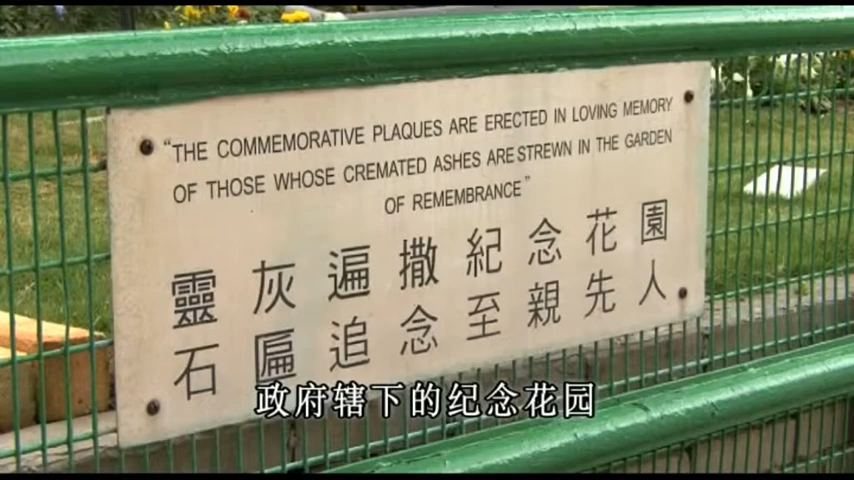 “THE COMMEMORATIVE PLAQUES ARE ERECTED IN LOVING MEMORY
OF THOSE WHOSE CREMATED ASHES ARE STREWN IN THE GARDEN
OF REMEMBRANCE”
靈灰遍撒紀念花園
石匾追念至親先人
政府辖下的纪念花园